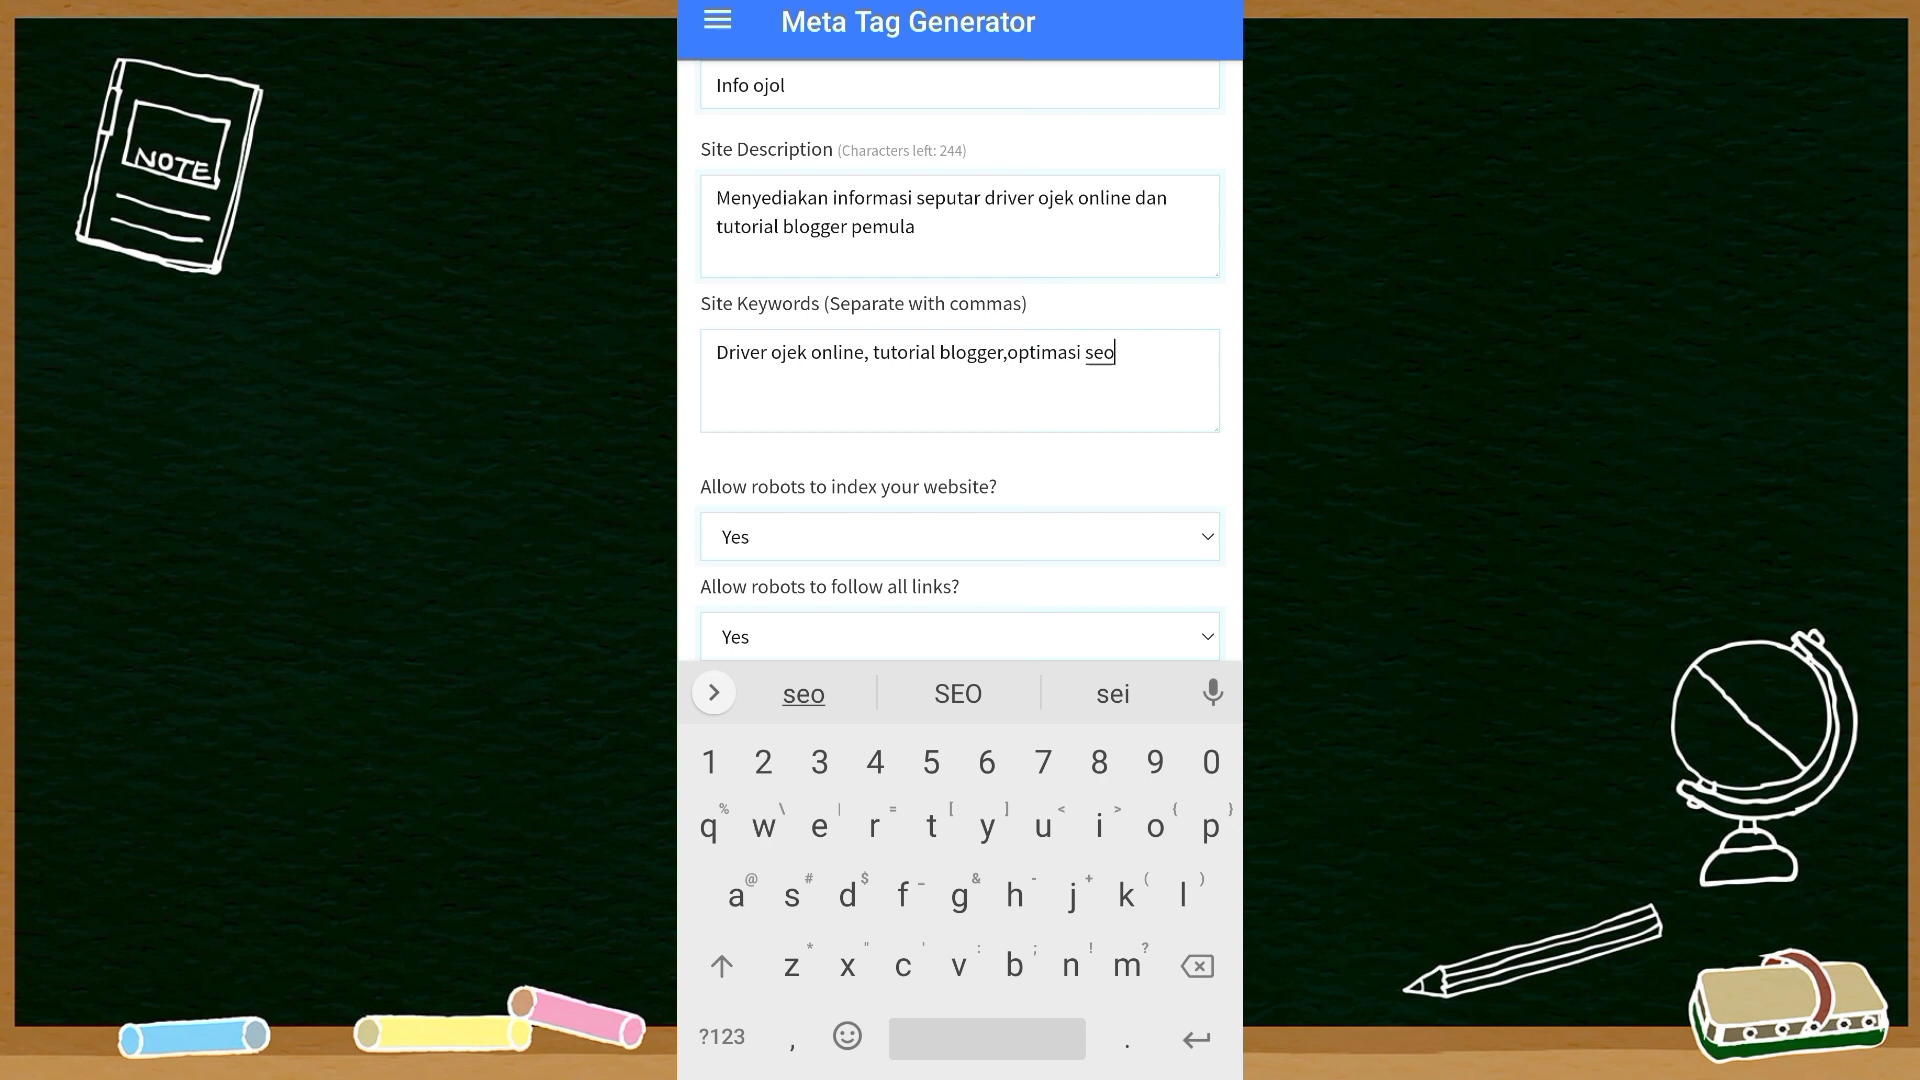 NOTE
Meta Tag Generator
Info ojol
Site Description (Characters left: 244)
Menyediakan informasi seputar driver ojek online dan
tutorial blogger pemula
Site Keywords (Separate with commas)
Driver ojek online, tutorial blogger,optimasi seo
Allow robots to index your website?
Yes
Allow robots to follow all links?
Yes
seo SEO sei
1 2 3 4 5 6 7 8 9 0
% \ | = [ ] < > { }
q w e r t y u i o p
@ # $ _ & - + ( )
a s d f g h j k l
* " ' : ; ! ?
z x c v b n m
?123 , .